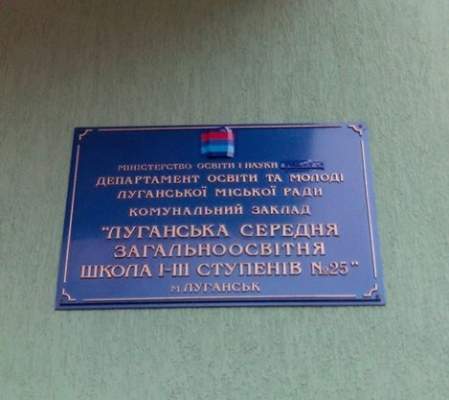 МІНІСТЕРСТВО ОСВІТИ І НАУКИ
ДЕПАРТАМЕНТ ОСВІТИ ТА МОЛОДІ
ЛУГАНСЬКОЇ МІСЬКОЇ РАДИ
КОМУНАЛЬНИЙ ЗАКЛАД
"ЛУГАНСЬКА СЕРЕДНЯ
ЗАГАЛЬНООСВІТНЯ
ШКОЛА І-ІІІ СТУПЕНІВ №25"
М.ЛУГАНСЬК